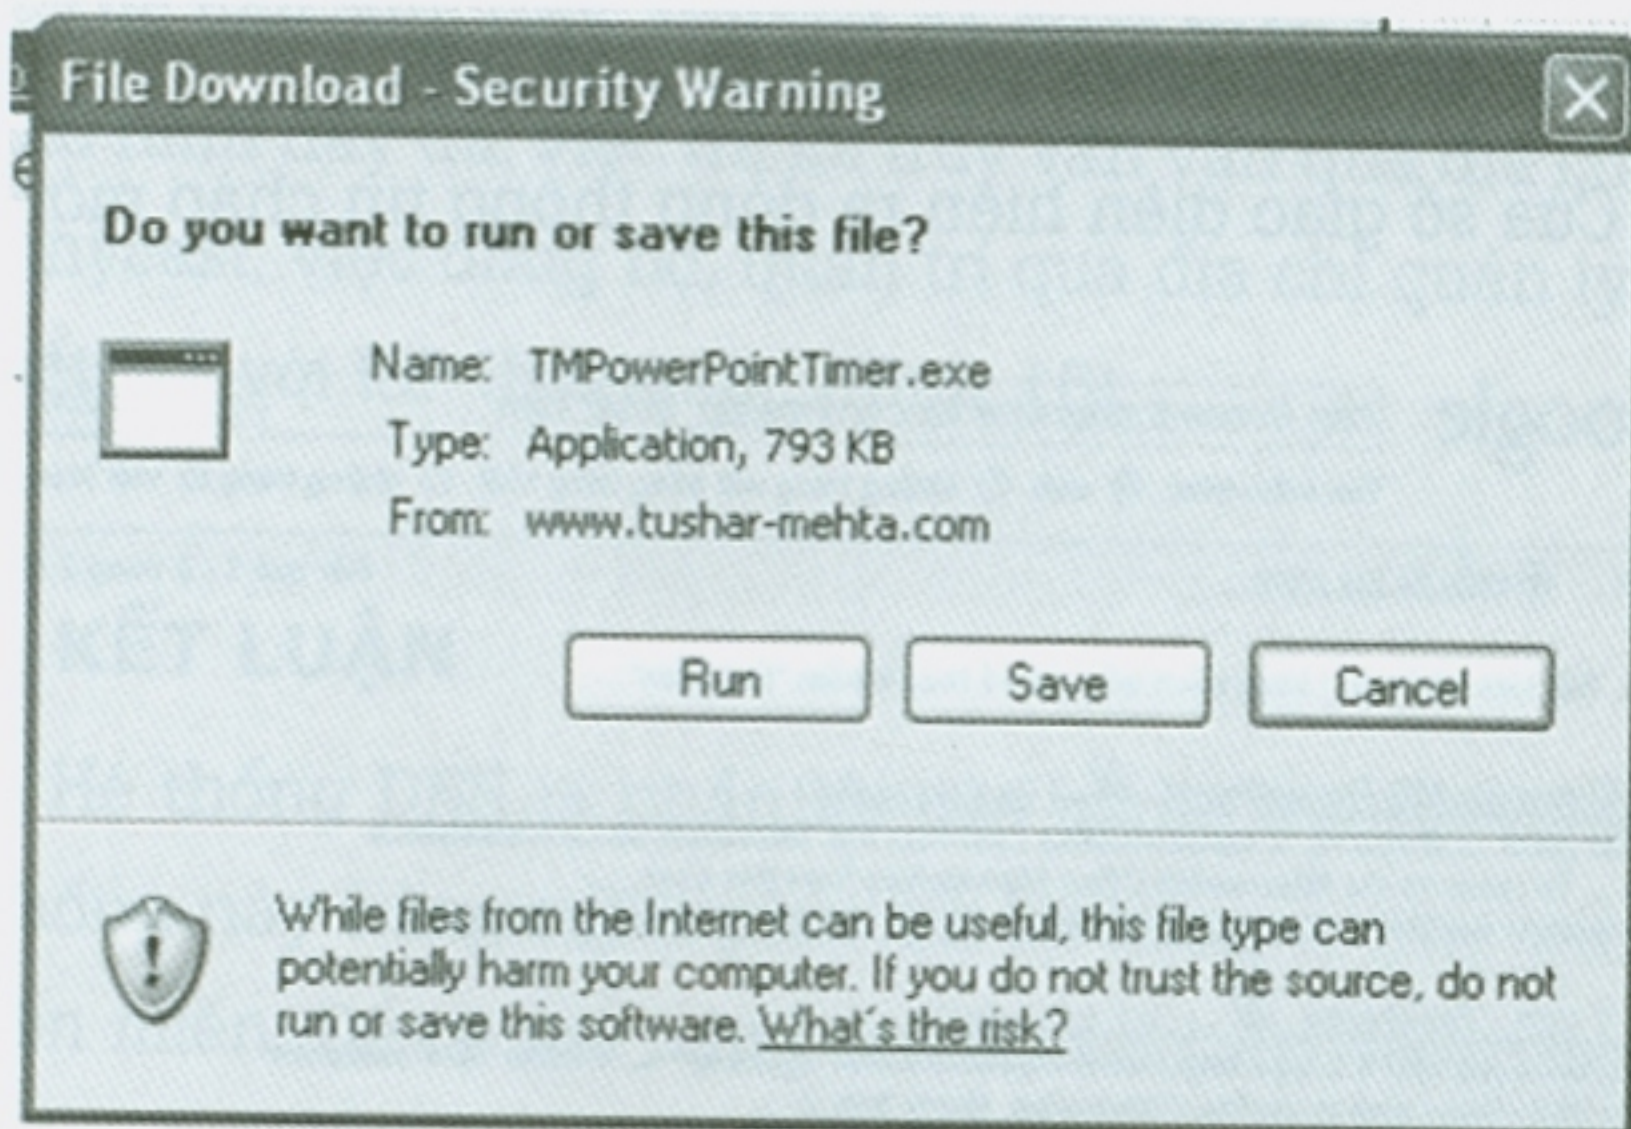 File Download - Security Warning
Do you want to run or save this file?
Name: TMPowerPointTimer.exe
Type: Application, 793 KB
From: www.tushar-mehta.com
Run Save Cancel
While files from the Internet can be useful, this file type can
potentially harm your computer. If you do not trust the source, do not
run or save this software. What's the risk?
KẾT LUẬN